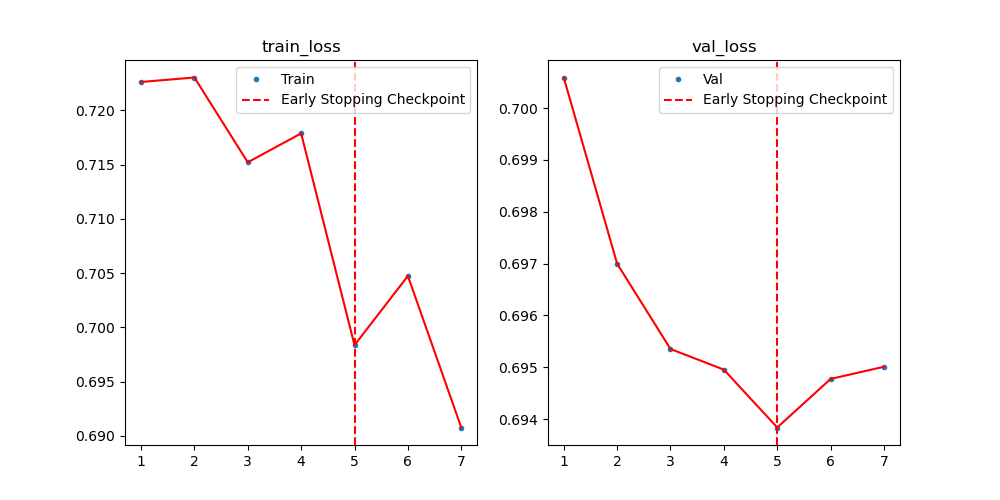 train_loss
Train
Early Stopping Checkpoint
0.720
0.715
0.710
0.705
0.700
0.695
0.690
1 2 3 4 5 6 7
val_loss
Val
Early Stopping Checkpoint
0.700
0.699
0.698
0.697
0.696
0.695
0.694
1 2 3 4 5 6 7